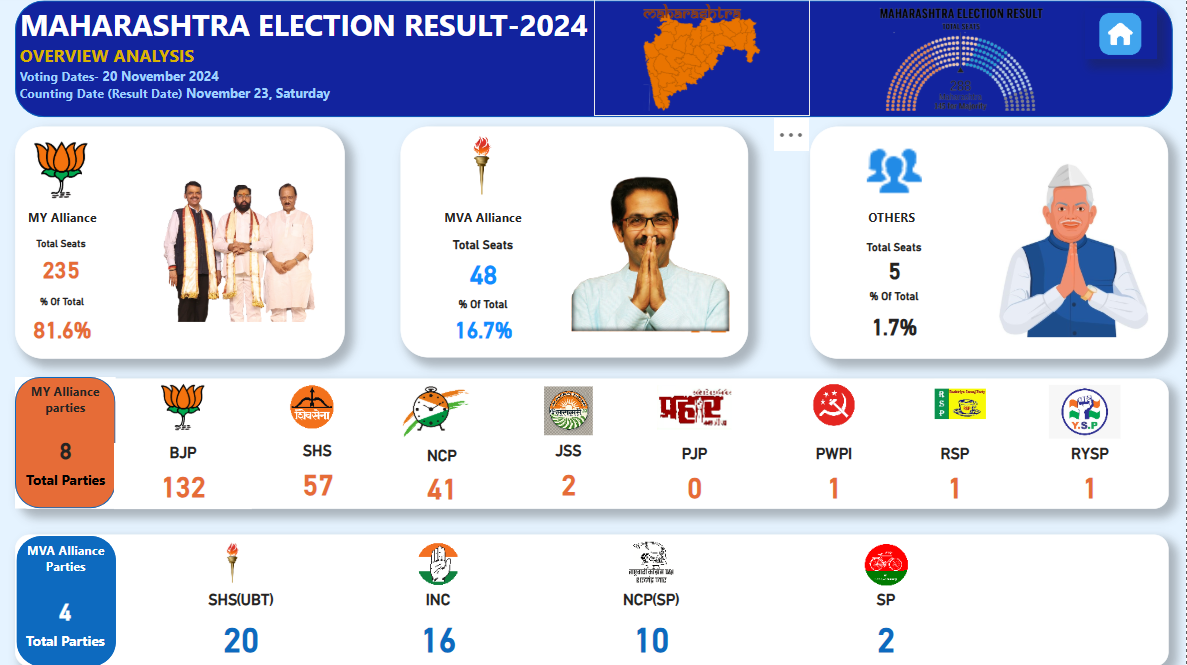 MAHARASHTRA ELECTION RESULT-2024
OVERVIEW ANALYSIS
Voting Dates- 20 November 2024
Counting Date (Result Date) November 23, Saturday
maharashtra
MAHARASHTRA ELECTION RESULT
TOTAL SEATS
288
MY Alliance
Total Seats
235
% Of Total
81.6%
MVA Alliance
Total Seats
48
% Of Total
16.7%
OTHERS
Total Seats
5
% Of Total
1.7%
MY Alliance
parties
8
Total Parties
शिवसेना
प्रहार
RSP
Y.S.P
BJP
SHS
NCP
JSS
PJP
PWPI
RSP
RYSP
132
57
41
2
0
1
1
1
MVA Alliance
Parties
4
Total Parties
SHS(UBT)
INC
NCP(SP)
SP
20
16
10
2